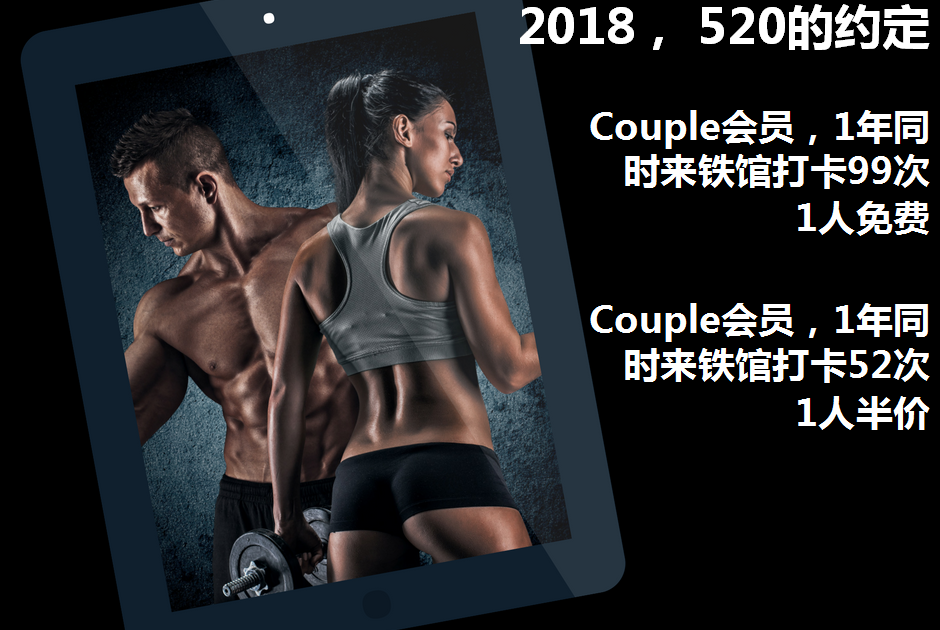 2018，520的约定
Couple会员，1年同
时来铁馆打卡99次
1人免费
Couple会员，1年同
时来铁馆打卡52次
1人半价